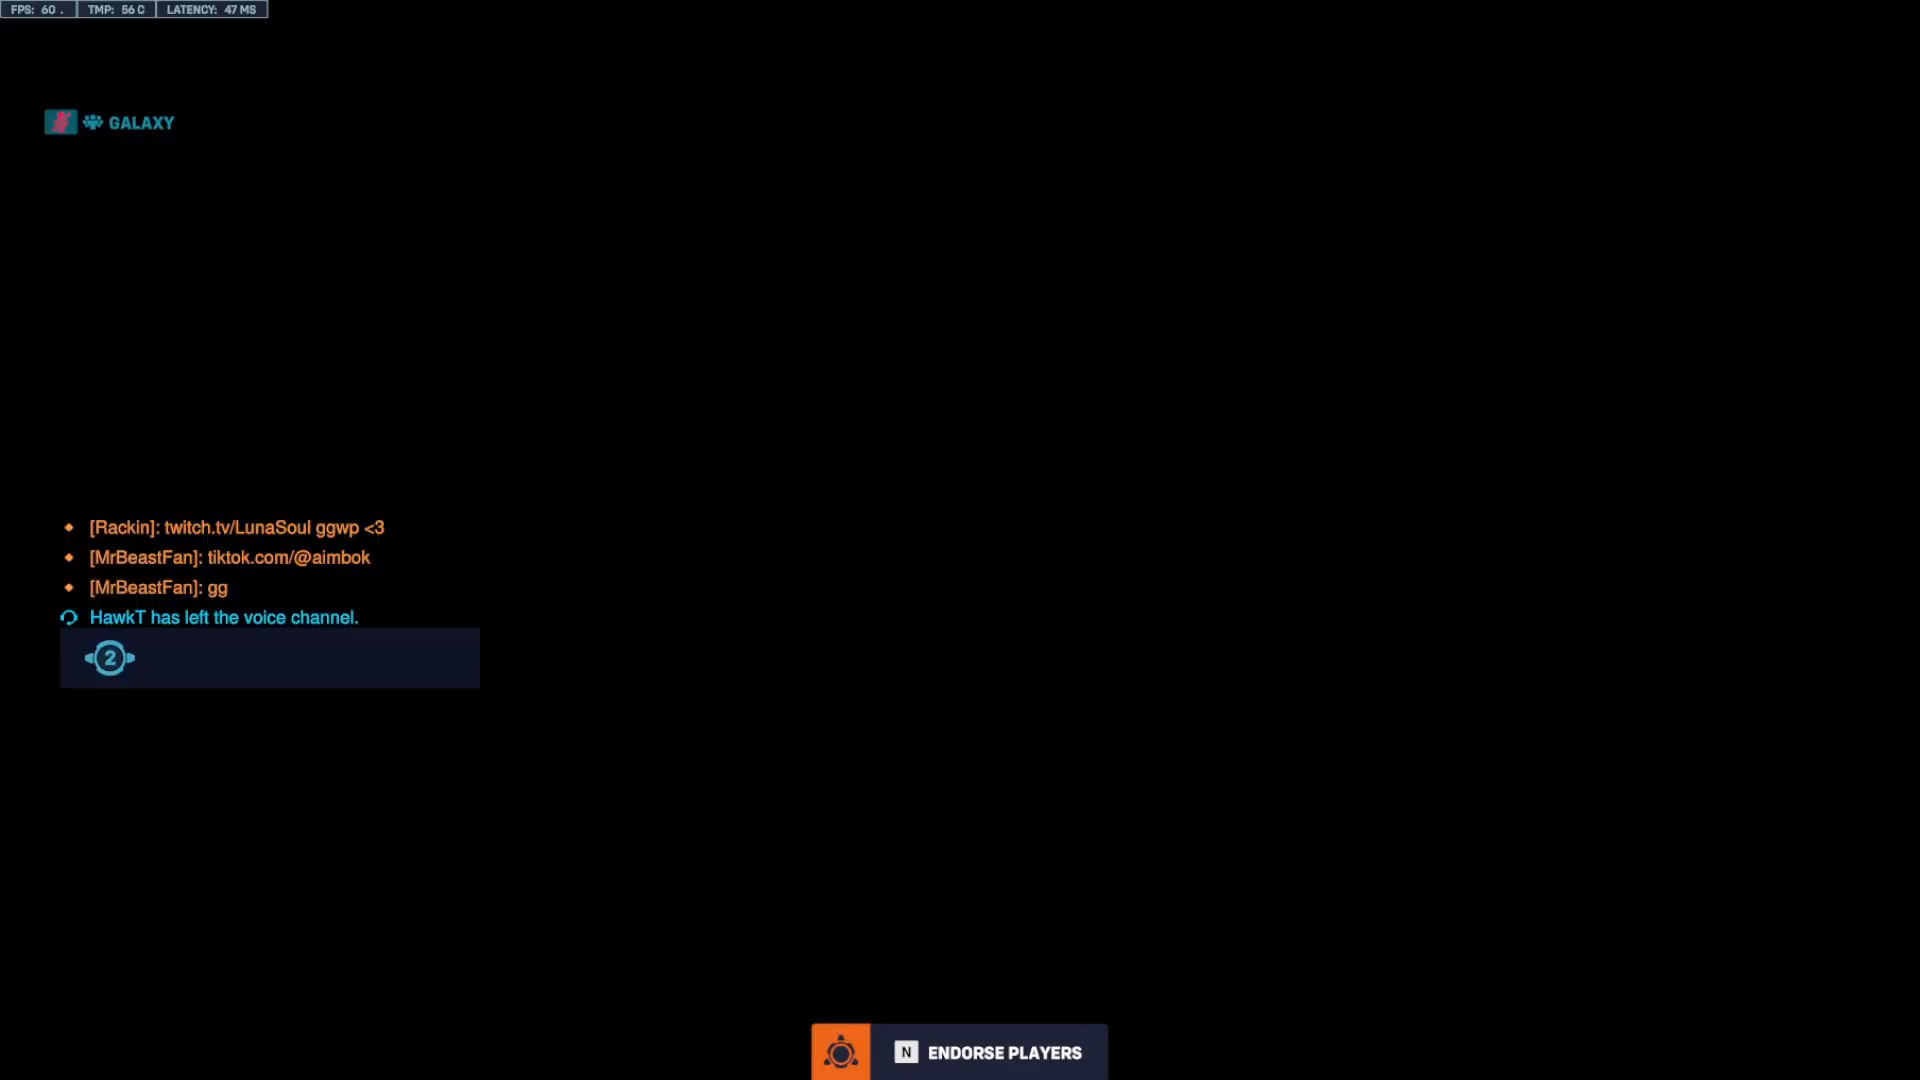 FPS: 60 .  TMP: 56 C  LATENCY: 47 MS
GALAXY
[Rackin]: twitch.tv/LunaSoul ggwp <3
[MrBeastFan]: tiktok.com/@aimbok
[MrBeastFan]: gg
HawkT has left the voice channel.
2
N ENDORSE PLAYERS